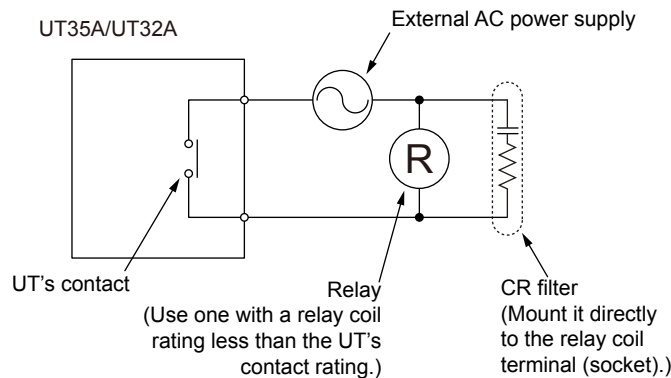 UT35A/UT32A
External AC power supply
R
UT's contact
Relay
(Use one with a relay coil
rating less than the UT's
contact rating.)
CR filter
(Mount it directly
to the relay coil
terminal (socket).)